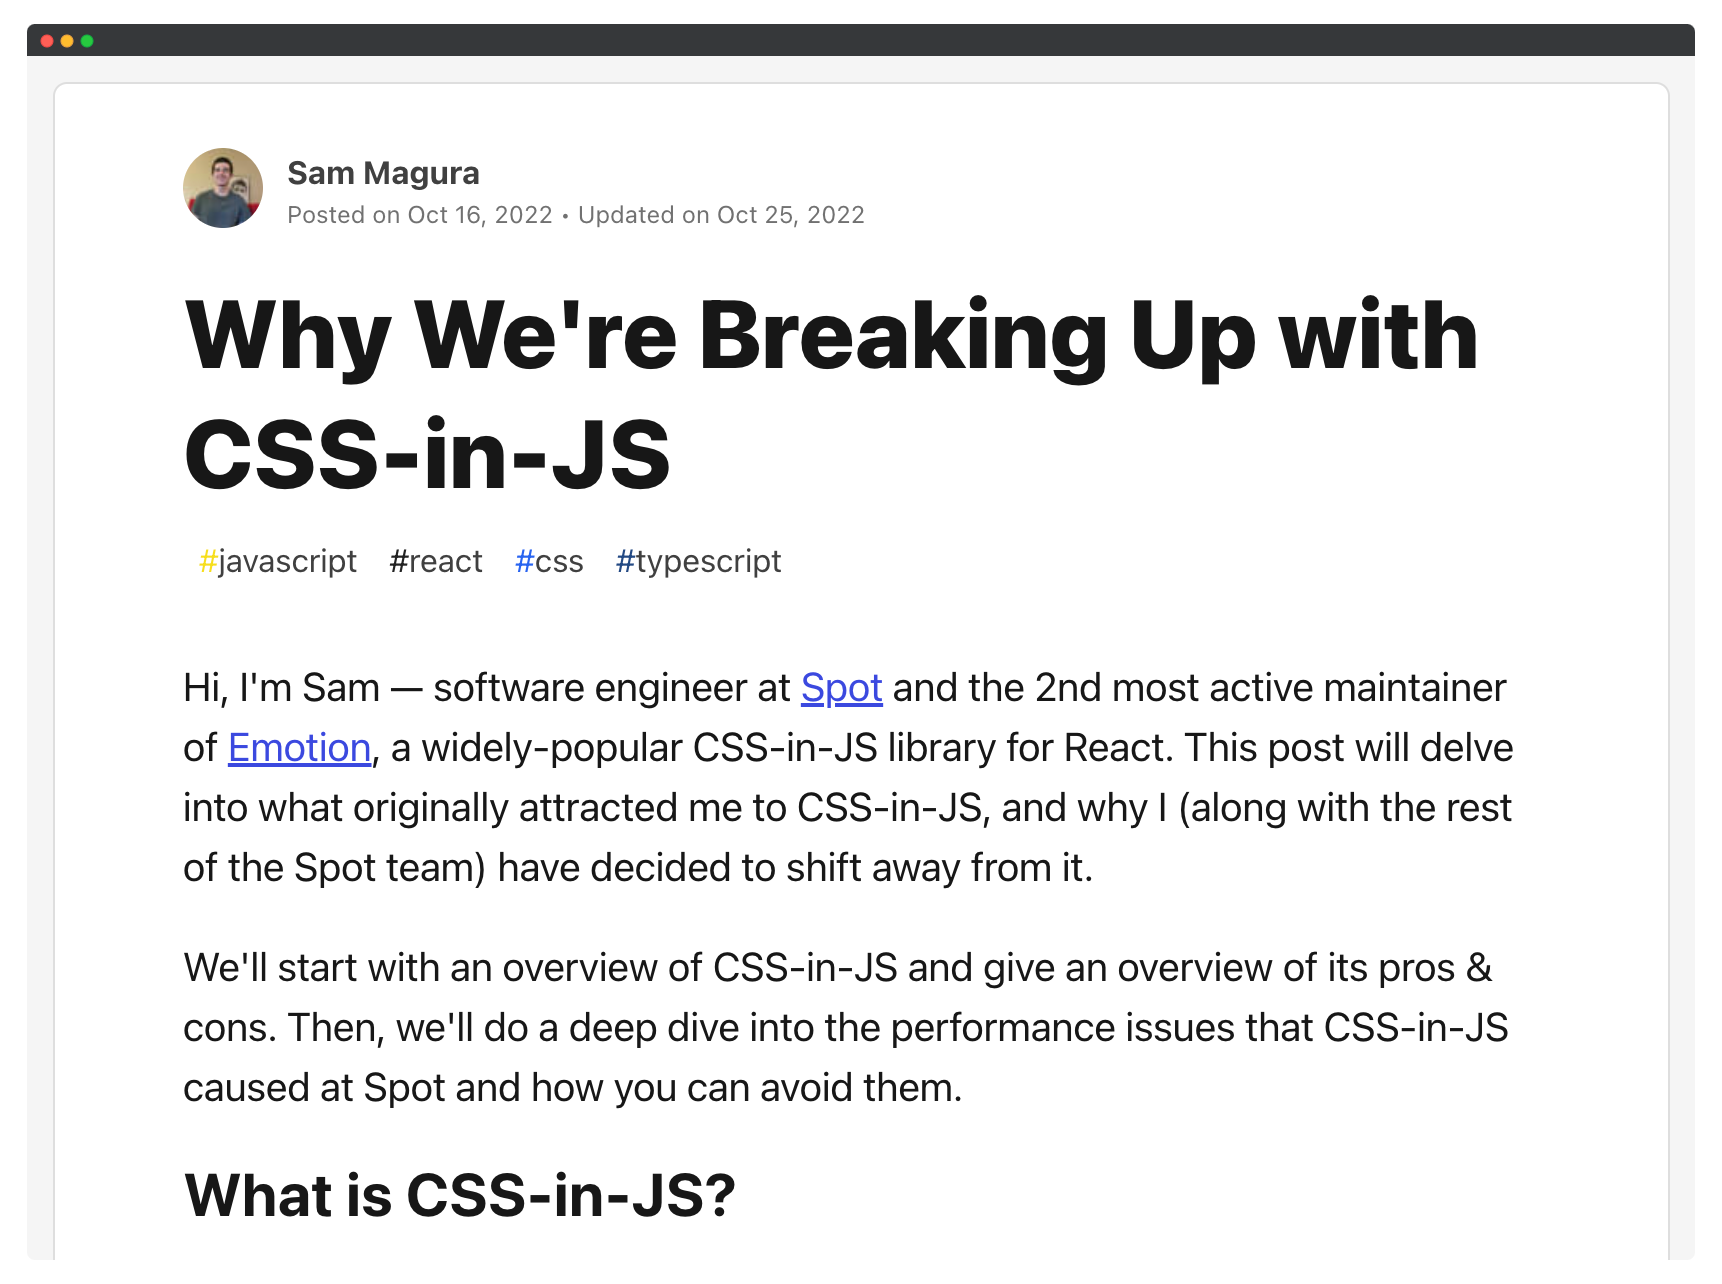 Sam Magura
Posted on Oct 16, 2022 • Updated on Oct 25, 2022
Why We're Breaking Up with
CSS-in-JS
#javascript #react #css #typescript
Hi, I'm Sam — software engineer at Spot and the 2nd most active maintainer
of Emotion, a widely-popular CSS-in-JS library for React. This post will delve
into what originally attracted me to CSS-in-JS, and why I (along with the rest
of the Spot team) have decided to shift away from it.
We'll start with an overview of CSS-in-JS and give an overview of its pros &
cons. Then, we'll do a deep dive into the performance issues that CSS-in-JS
caused at Spot and how you can avoid them.
What is CSS-in-JS?